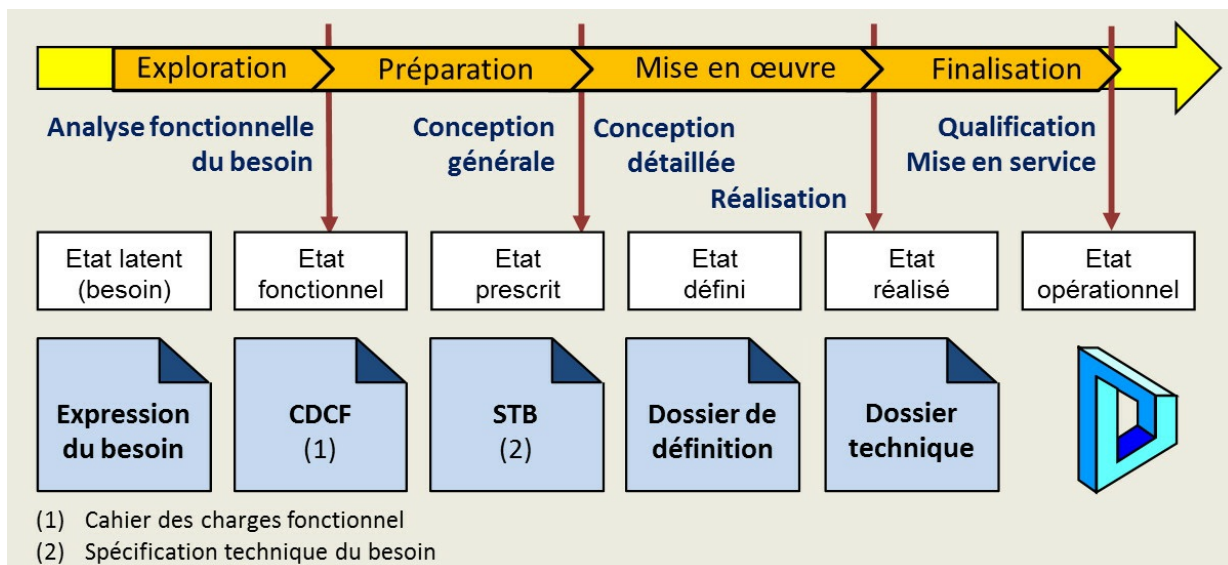 Exploration
Préparation
Mise en œuvre
Finalisation
Analyse fonctionnelle
du besoin
Conception
générale
Conception
détaillée
Réalisation
Qualification
Mise en service
Etat latent
(besoin)
Etat
fonctionnel
Etat
prescrit
Etat
défini
Etat
réalisé
Etat
opérationnel
Expression
du besoin
CDCF
(1)
STB
(2)
Dossier de
définition
Dossier
technique
(1) Cahier des charges fonctionnel
(2) Spécification technique du besoin